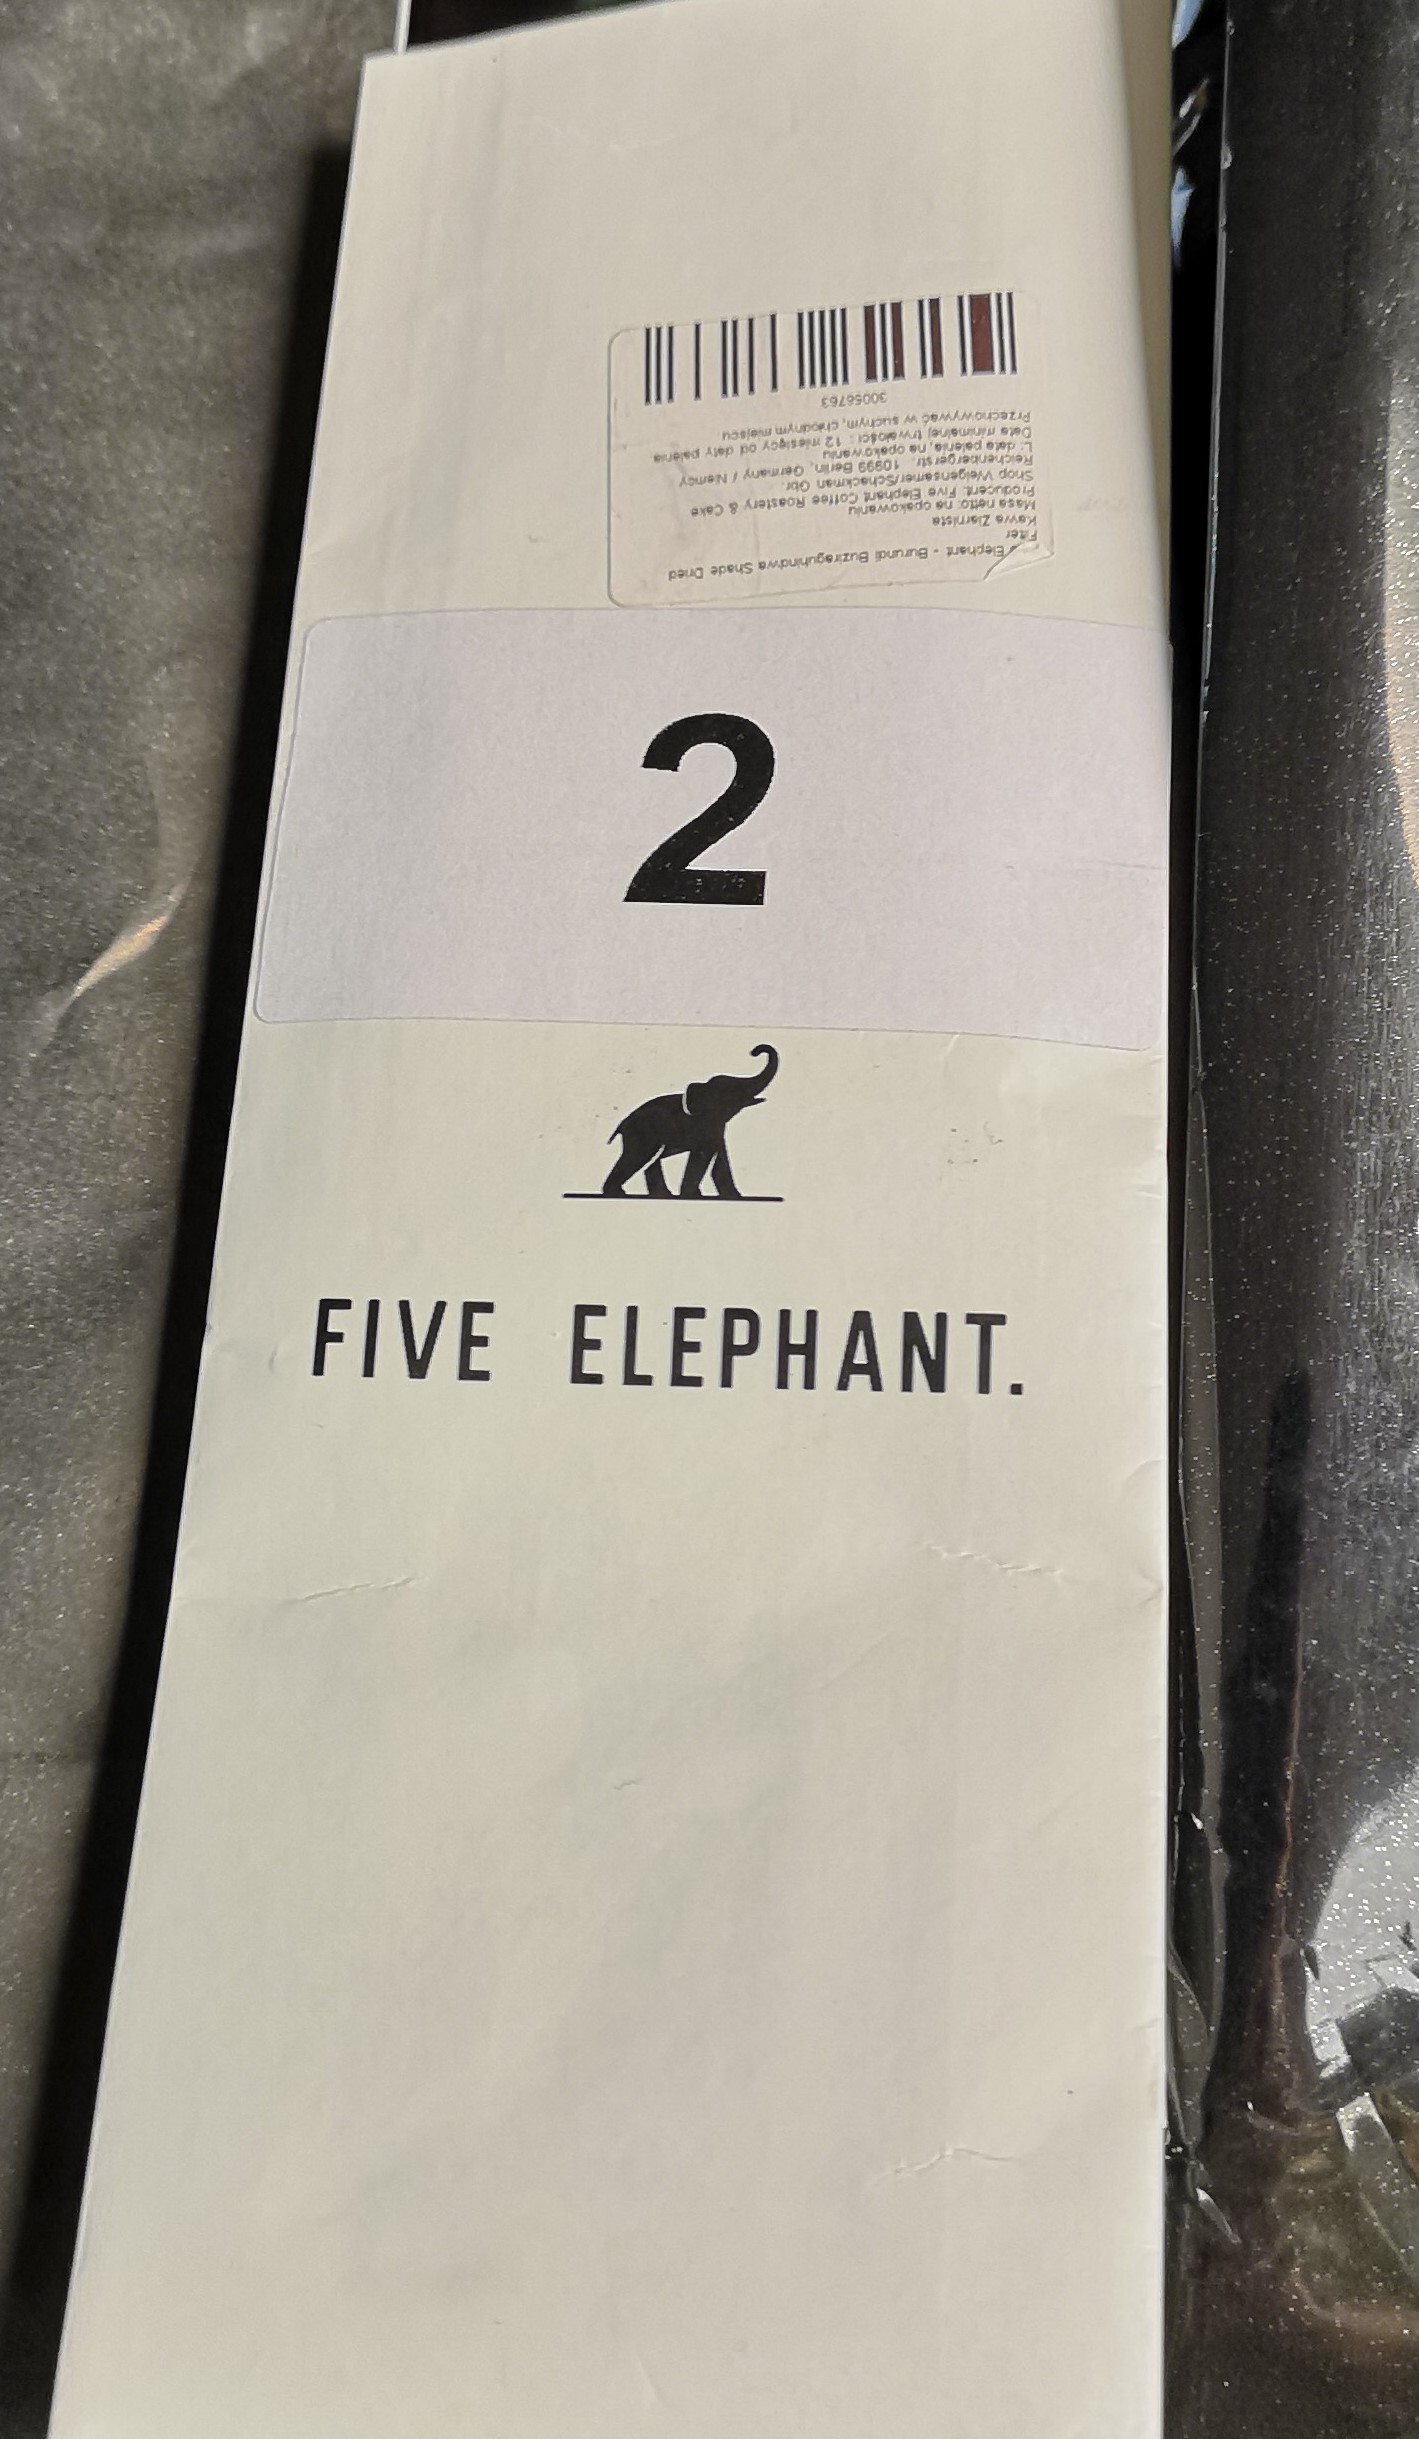 Elephant - Burundi Buziraguhindwa Shade Dried
Filter
Kawa Ziarnista
Masa netto: na opakowaniu
Producent: Five Elephant Coffee Roastery & Cake
Shop Weigensamer/Schackman Gbr.
Reichenbergerstr. 10999 Berlin, Germany / Niemcy
L: data palenia, na opakowaniu
Data minimalnej trwałości : 12 miesięcy od daty palenia
Przechowywać w suchym, chłodnym miejscu
30056763
2
FIVE ELEPHANT.